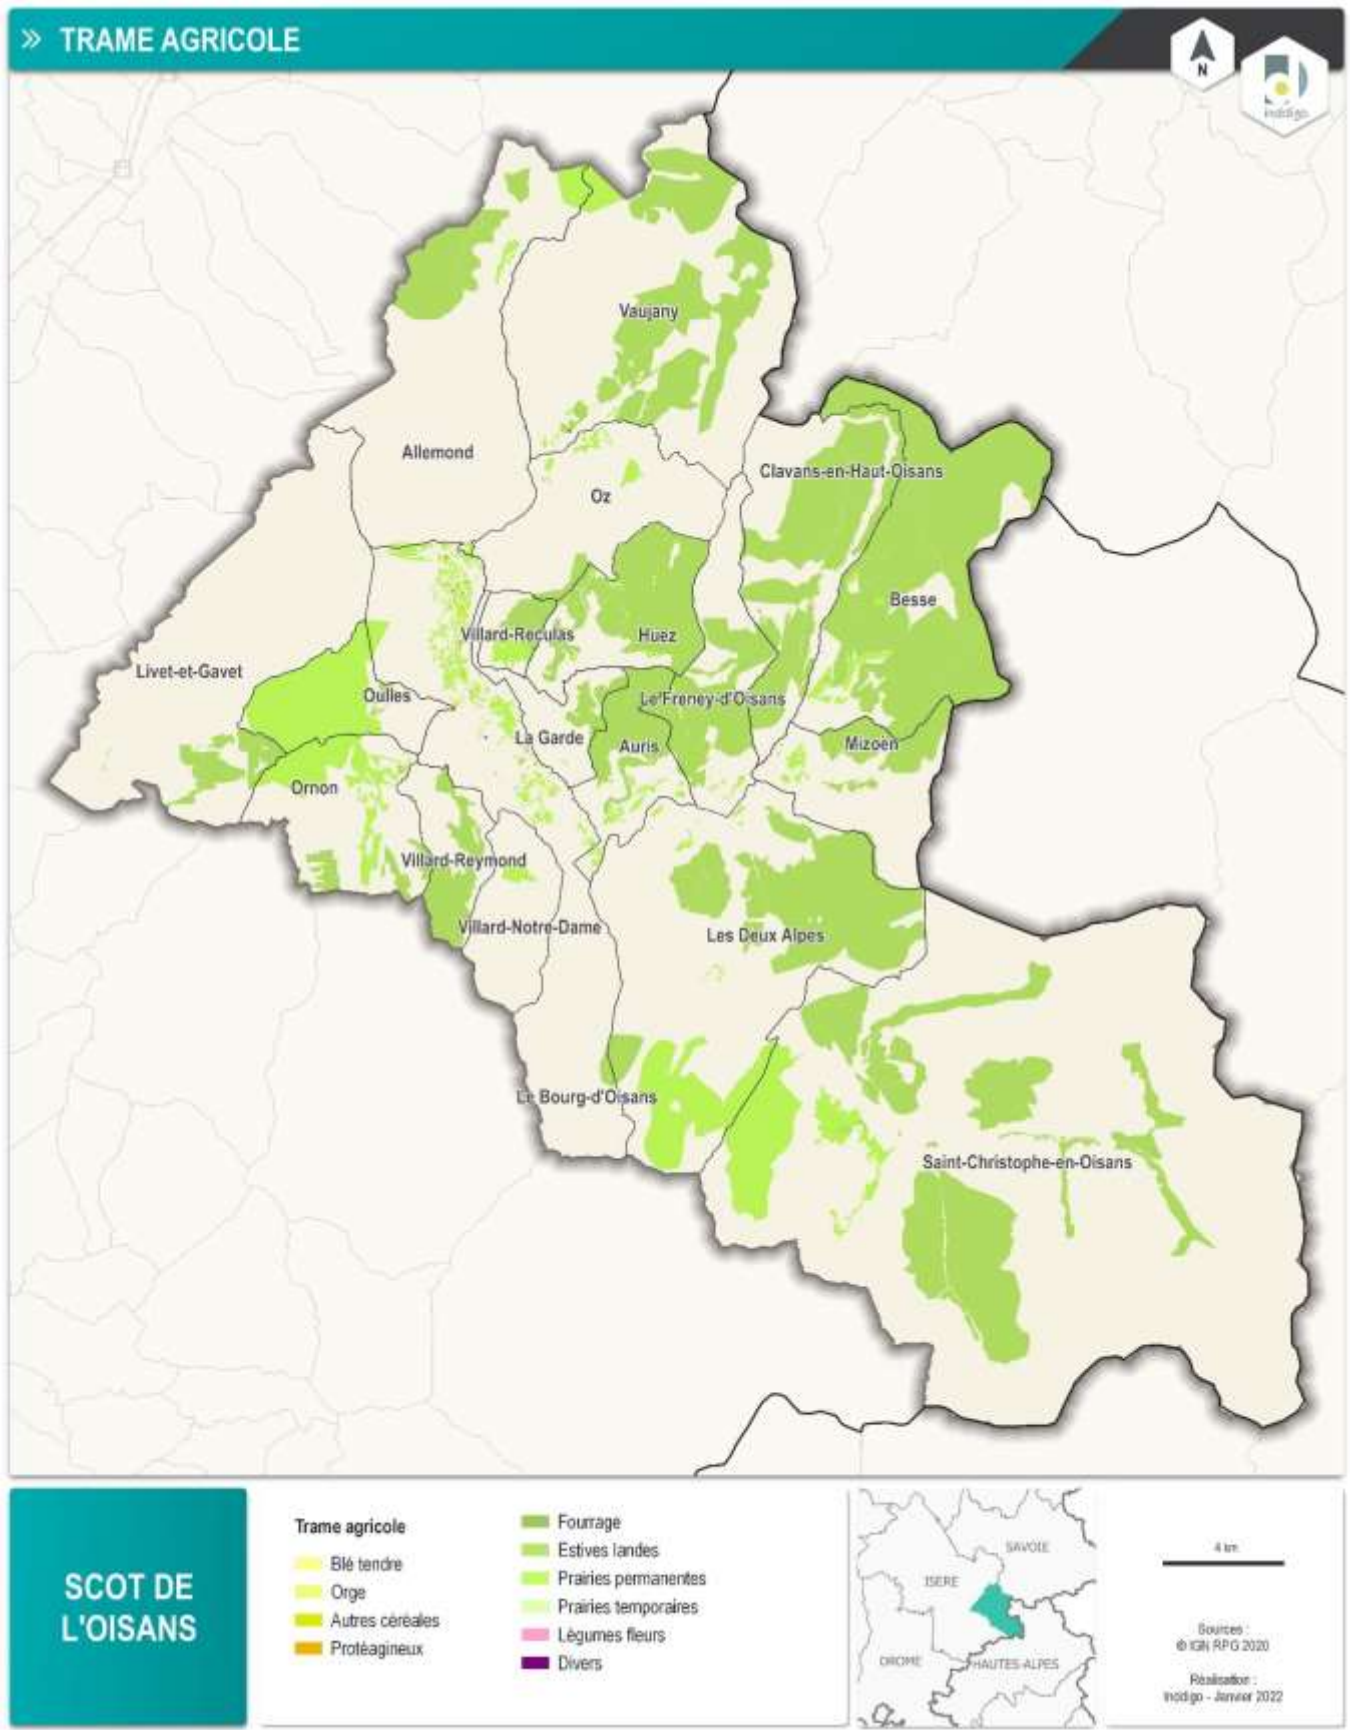 » TRAME AGRICOLE
N
inddigo
Vaujany
Allemond
Clavans-en-Haut-Oisans
Oz
Besse
Villard-Reculas
Huez
Livet-et-Gavet
Oulles
Le Freney-d'Oisans
La Garde
Auris
Mizoën
Ornon
Villard-Reymond
Villard-Notre-Dame
Les Deux Alpes
Le Bourg-d'Oisans
Saint-Christophe-en-Oisans
SCOT DE
L'OISANS
Trame agricole
Blé tendre
Orge
Autres céréales
Protéagineux
Fourrage
Estives landes
Prairies permanentes
Prairies temporaires
Légumes fleurs
Divers
SAVOIE
ISERE
DROME
HAUTES-ALPES
4 km
Sources :
© IGN RPG 2020
Réalisation :
Inddigo - Janvier 2022